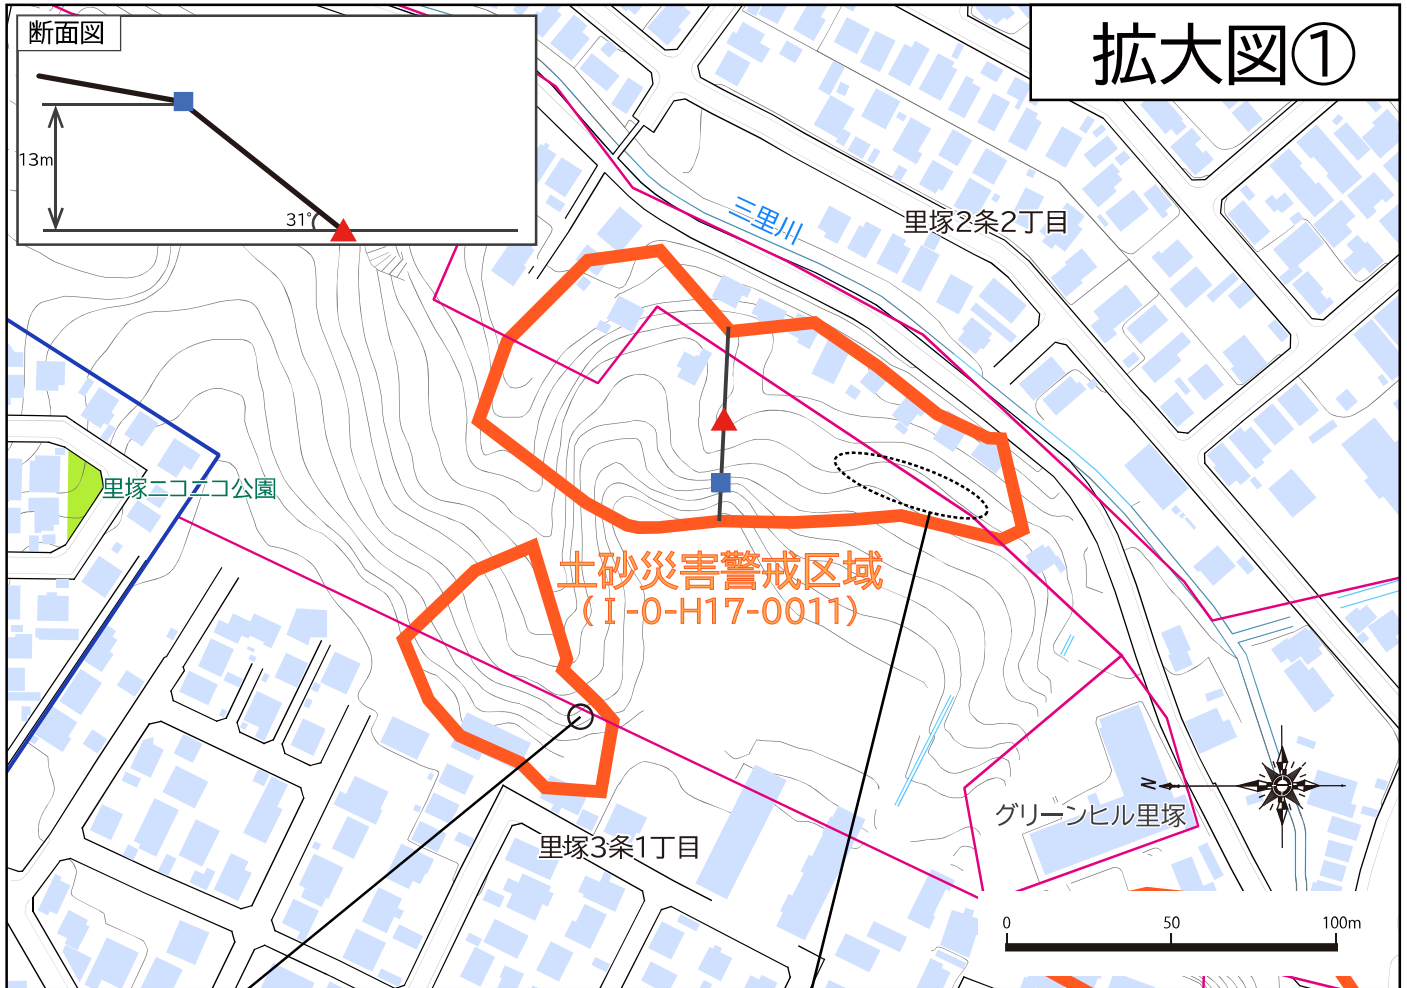 断面図
拡大図①
13m
31°
三里川
里塚2条2丁目
里塚ニコニコ公園
土砂災害警戒区域
(Ⅰ-0-H17-0011)
N
グリーンヒル里塚
里塚3条1丁目
0 50 100m